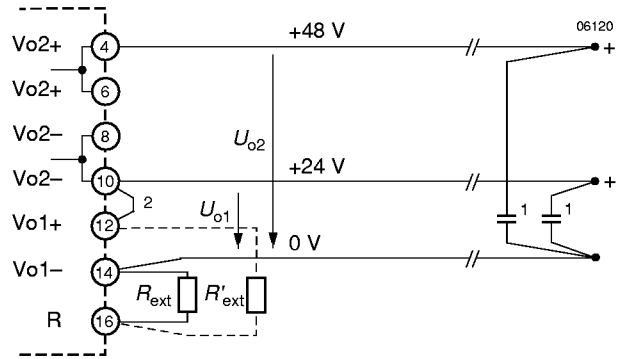 06120
Vo2+ 4 +48 V +
Vo2+ 6
Vo2– 8
Uo2
Vo2– 10 +24 V +
2 Uo1 1 1
Vo1+ 12
0 V
Vo1– 14
Rext R'ext
R 16